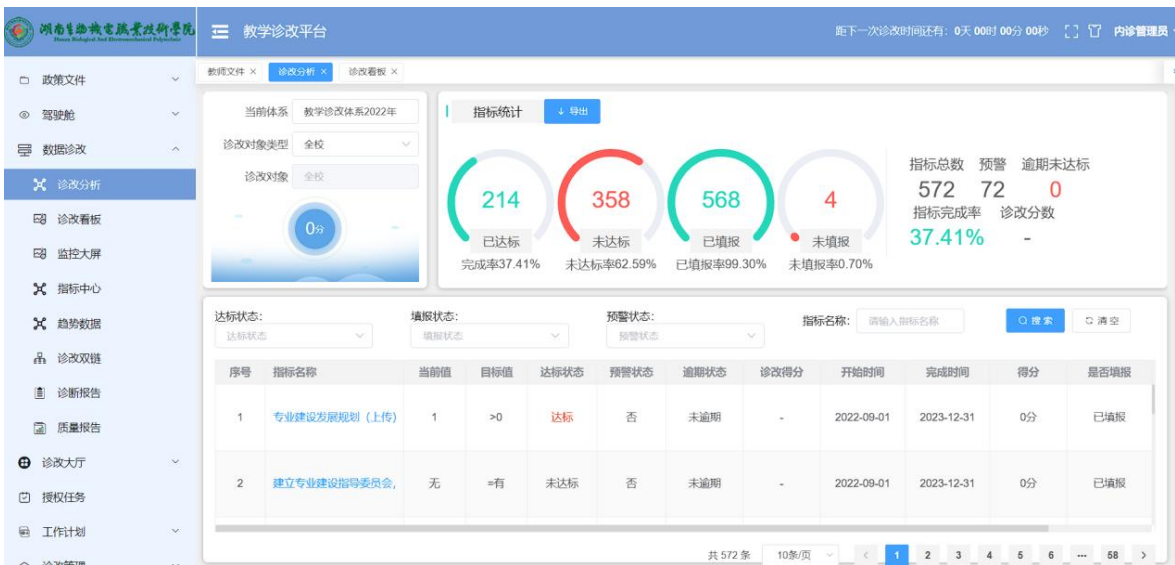 湖南生物機電職業技術學院
教学诊改平台
距下一次诊改时间还有: 0天 00时 00分 00秒
内诊管理员
政策文件
驾驶舱
数据诊改
诊改分析
诊改看板
监控大屏
指标中心
趋势数据
诊改双链
诊断报告
质量报告
诊改大厅
授权任务
工作计划
教师文件 ×
诊改分析 ×
诊改看板 ×
当前体系 教学诊改体系2022年
诊改对象类型 全校
诊改对象 全校
0分
指标统计
导出
214
已达标
完成率37.41%
358
未达标
未达标率62.59%
568
已填报
已填报率99.30%
4
未填报
未填报率0.70%
指标总数 预警 逾期未达标
572 72 0
指标完成率 诊改分数
37.41% -
达标状态:
达标状态
填报状态:
填报状态
预警状态:
预警状态
指标名称: 请输入指标名称
搜索
清空
序号 指标名称 当前值 目标值 达标状态 预警状态 逾期状态 诊改得分 开始时间 完成时间 得分 是否填报
1 专业建设发展规划（上传） 1 >0 达标 否 未逾期 - 2022-09-01 2023-12-31 0分 已填报
2 建立专业建设指导委员会, 无 =有 未达标 否 未逾期 - 2022-09-01 2023-12-31 0分 已填报
共 572 条 10条/页 < 1 2 3 4 5 6 ... 58 >